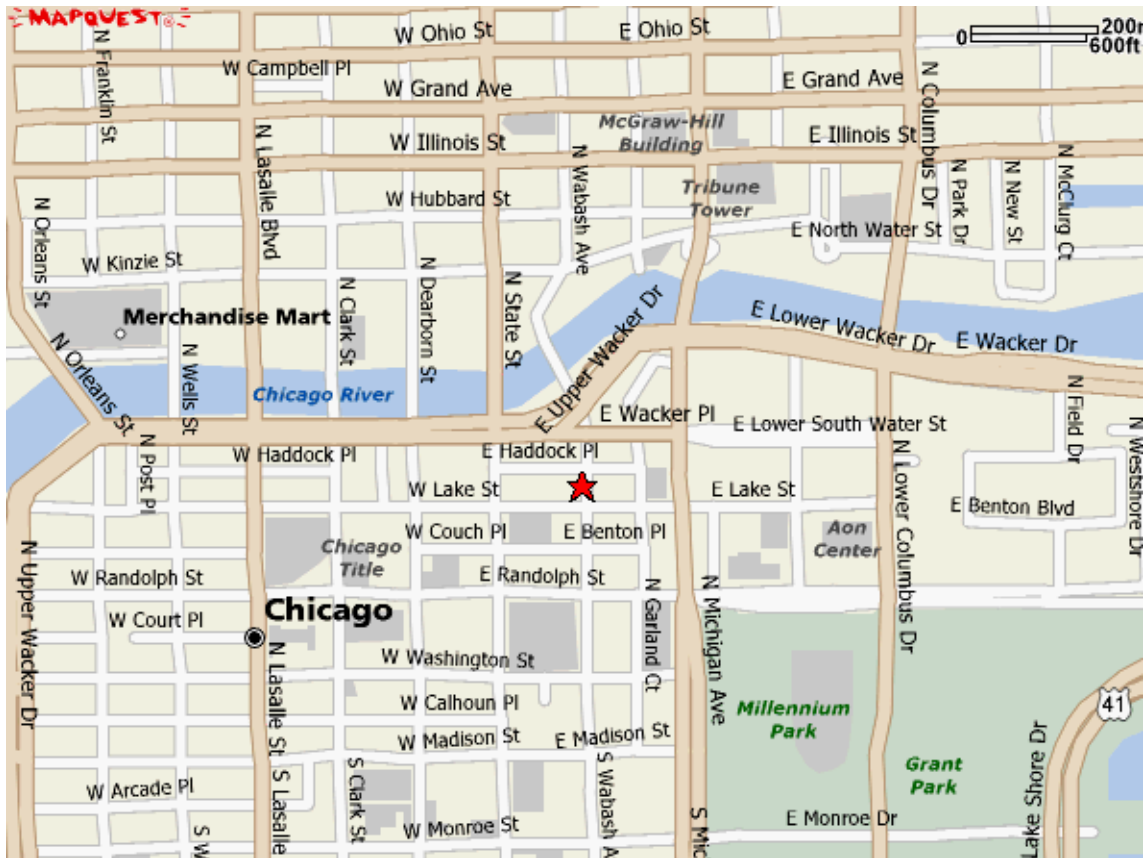 MAPQUEST
W Ohio St
E Ohio St
0
200m
600ft
N Franklin St
W Campbell Pl
W Grand Ave
E Grand Ave
N Columbus Dr
McGraw-Hill
Building
W Illinois St
E Illinois St
N Lasalle Blvd
N Wabash Ave
N Park Dr
N New St
N McClurg Ct
Tribune
Tower
W Hubbard St
N Orleans St
E North Water St
W Kinzie St
N Clark St
N Dearborn St
N State St
Merchandise Mart
E Lower Wacker Dr
E Wacker Dr
N Orleans St
N Wells St
E Upper Wacker Dr
Chicago River
N Field Dr
E Wacker Pl
E Lower South Water St
N Post Pl
W Haddock Pl
E Haddock Pl
N Westshore Dr
W Lake St
E Lake St
N Lower Columbus Dr
E Benton Blvd
W Couch Pl
E Benton Pl
Aon
Center
Chicago
Title
N Upper Wacker Dr
W Randolph St
E Randolph St
N Garland Ct
N Michigan Ave
Chicago
W Court Pl
N Lasalle St
W Washington St
W Calhoun Pl
Millennium
Park
41
W Madison St
E Madison St
Grant
Park
Lake Shore Dr
S Lasalle
S Clark St
S Wabash A
W Arcade Pl
S W
W Monroe St
S Mic
E Monroe Dr